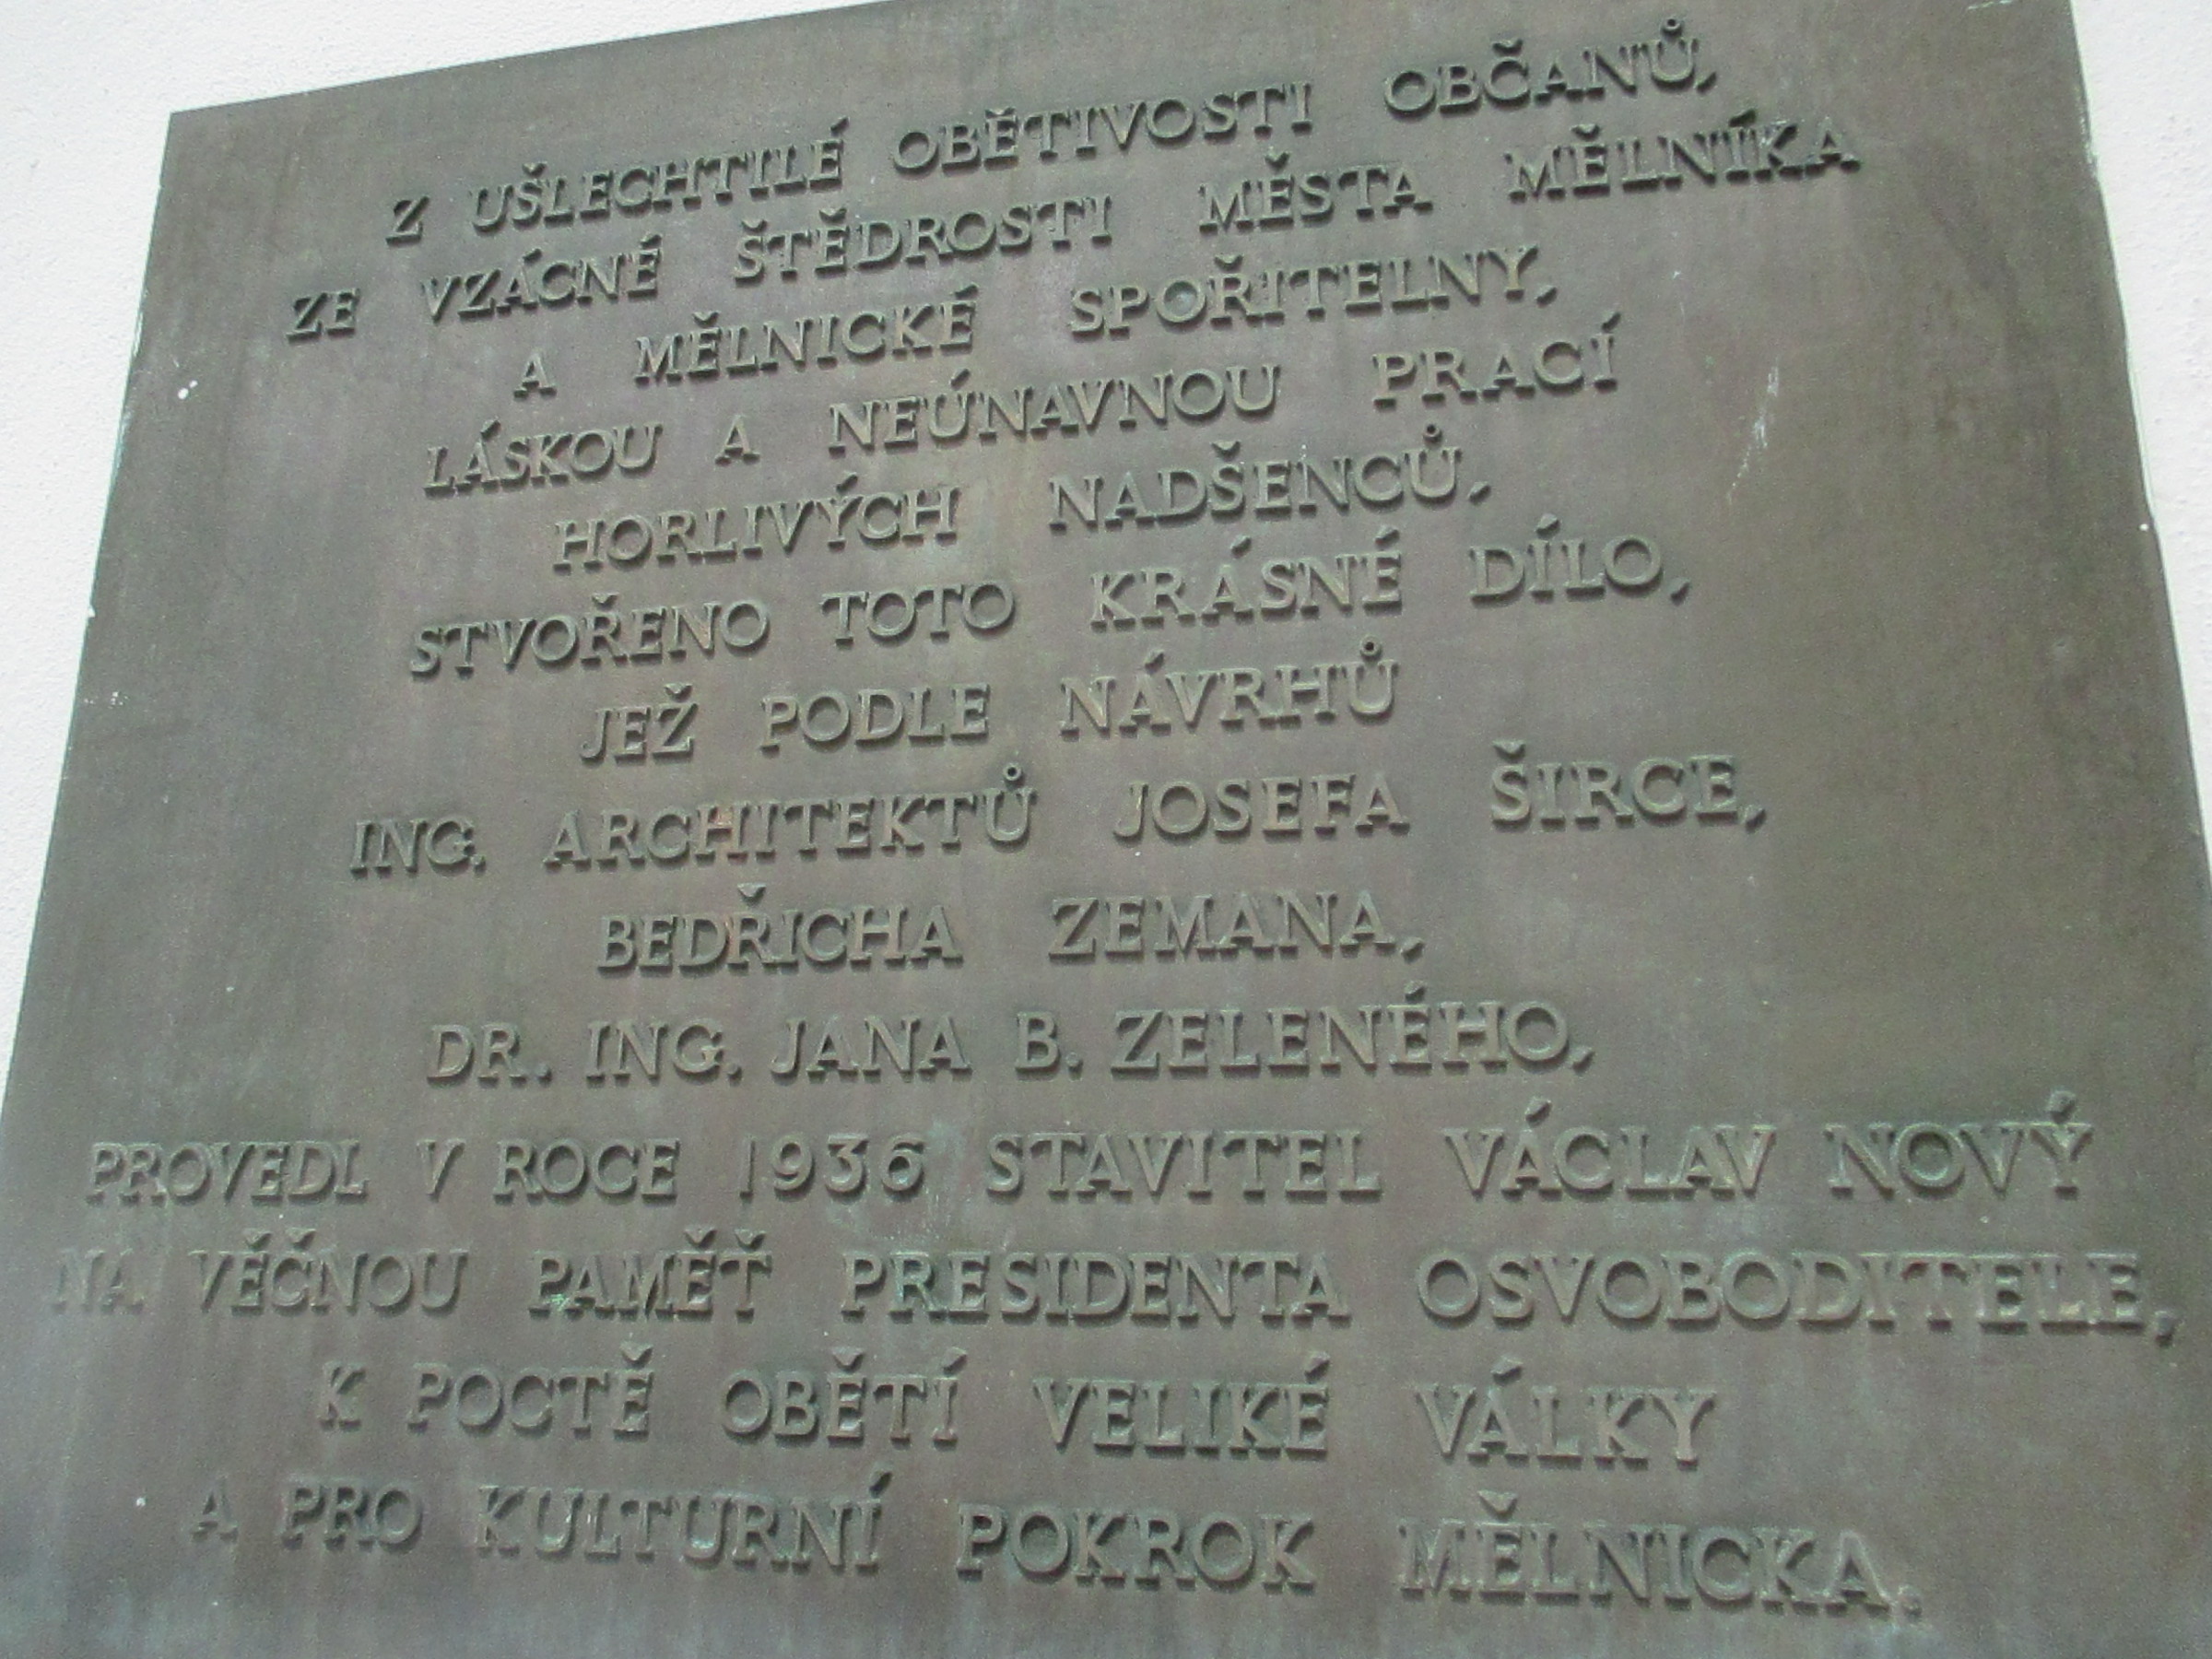 Z UŠLECHTILÉ OBĚTIVOSTI OBČANŮ,
ZE VZÁCNÉ ŠTĚDROSTI MĚSTA MĚLNÍKA
A MĚLNICKÉ SPOŘITELNY,
LÁSKOU A NEÚNAVNOU PRACÍ
HORLIVÝCH NADŠENCŮ,
STVOŘENO TOTO KRÁSNÉ DÍLO,
JEŽ PODLE NÁVRHŮ
ING. ARCHITEKTŮ JOSEFA ŠIRCE,
BEDŘICHA ZEMANA,
DR. ING. JANA B. ZELENÉHO,
PROVEDL V ROCE 1936 STAVITEL VÁCLAV NOVÝ
NA VĚČNOU PAMĚŤ PRESIDENTA OSVOBODITELE,
K POCTĚ OBĚTÍ VELIKÉ VÁLKY
A PRO KULTURNÍ POKROK MĚLNICKA.